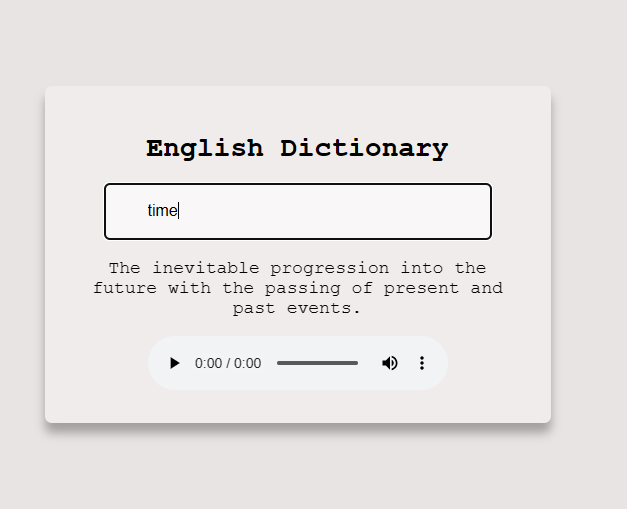 English Dictionary
time
The inevitable progression into the
future with the passing of present and
past events.
0:00 / 0:00